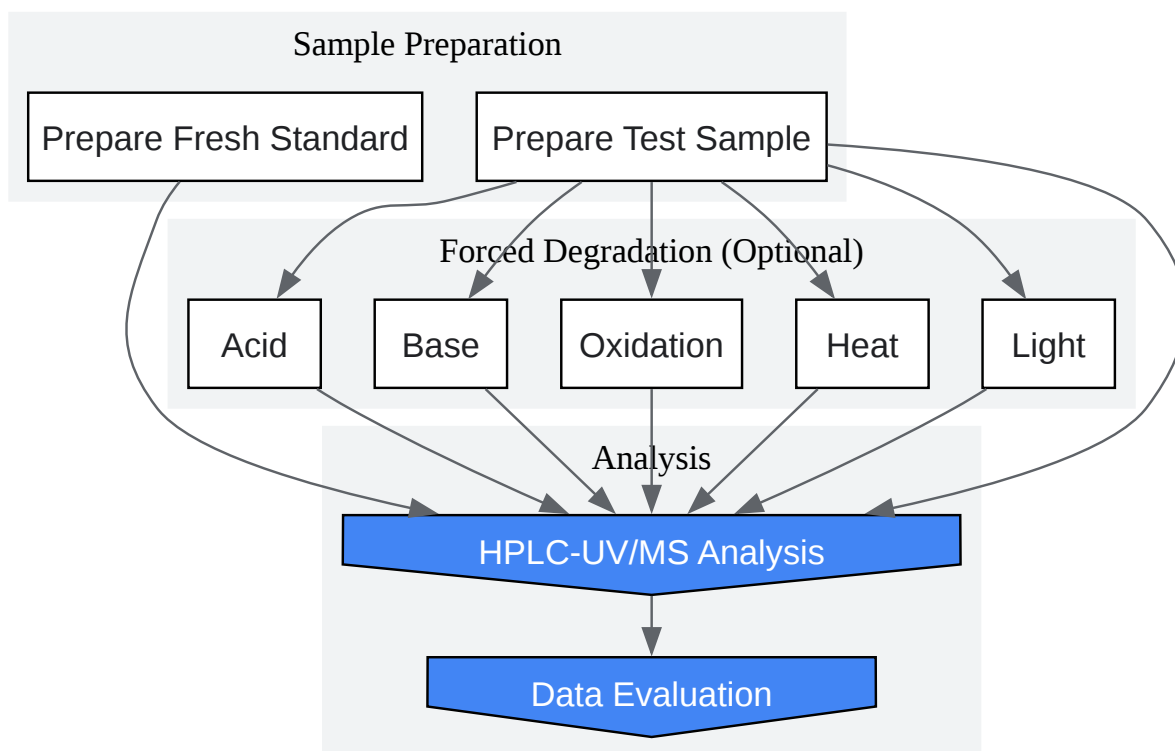 Sample Preparation
Prepare Fresh Standard
Prepare Test Sample
Forced Degradation (Optional)
Acid
Base
Oxidation
Heat
Light
Analysis
HPLC-UV/MS Analysis
Data Evaluation